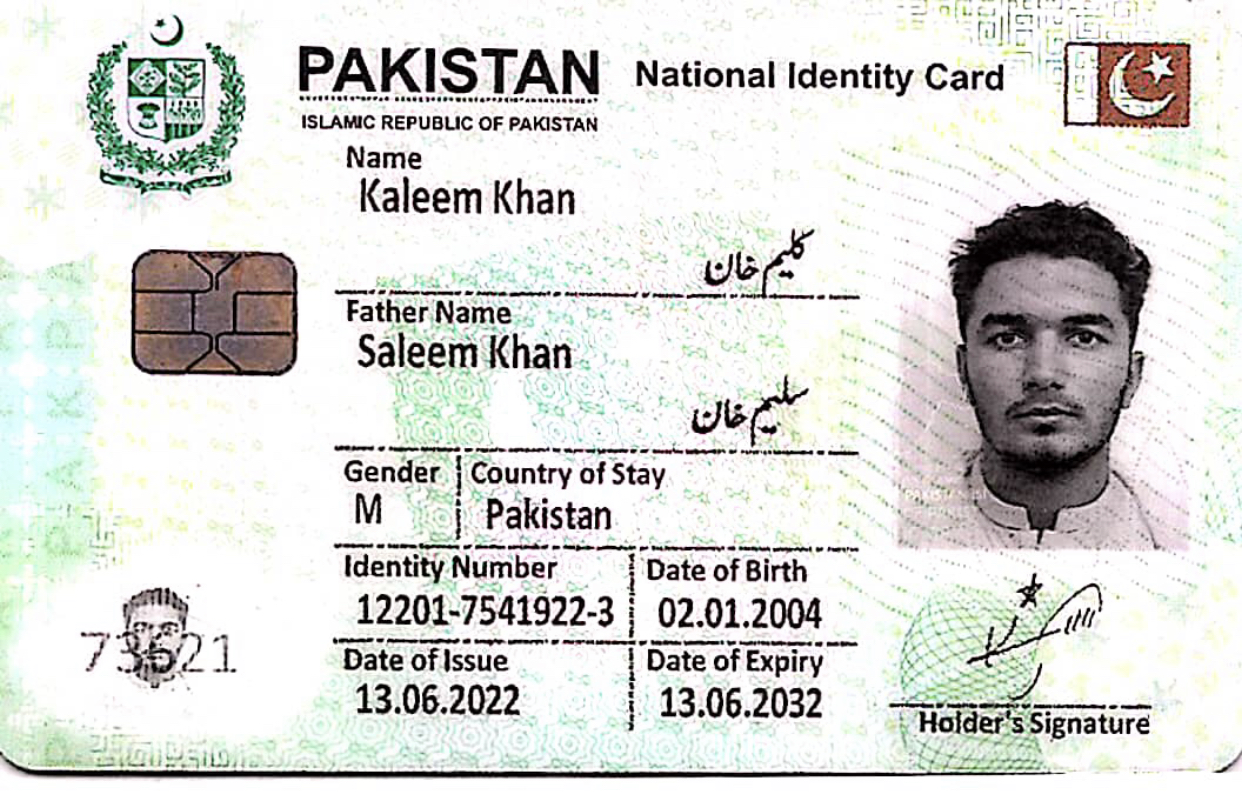 PAKISTAN National Identity Card
ISLAMIC REPUBLIC OF PAKISTAN
Name
Kaleem Khan
کلیم خان
Father Name
Saleem Khan
سلیم خان
Gender Country of Stay
M Pakistan
Identity Number Date of Birth
12201-7541922-3 02.01.2004
Date of Issue Date of Expiry
13.06.2022 13.06.2032
Holder's Signature